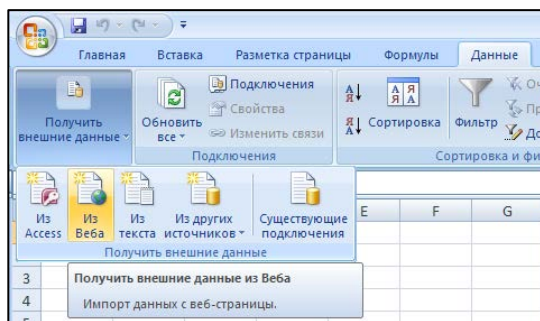 Главная Вставка Разметка страницы Формулы Данные
Получить внешние данные
Обновить все
Подключения
Свойства
Изменить связи
Подключения
Сортировка
Фильтр
До
Из Access
Из Веба
Из текста
Из других источников
Существующие подключения
Получить внешние данные
E F G
3
Получить внешние данные из Веба
4
Импорт данных с веб-страницы.